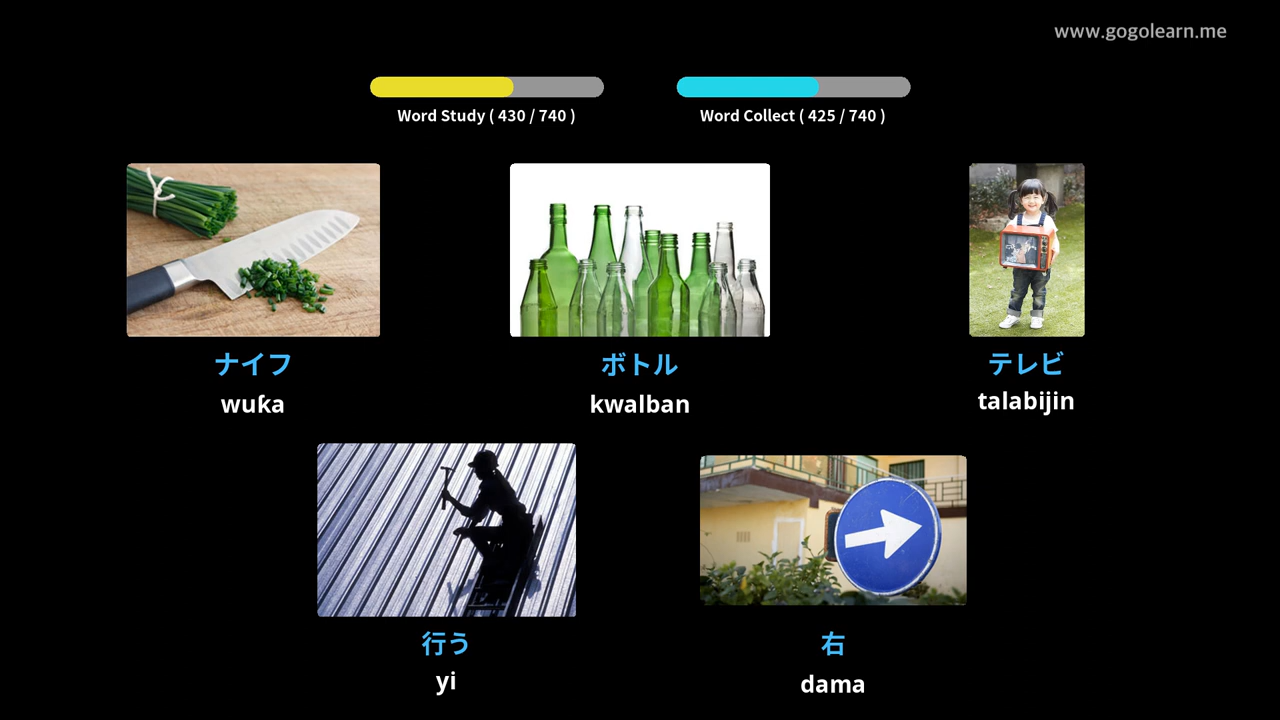 www.gogolearn.me
Word Study ( 430 / 740 )
Word Collect ( 425 / 740 )
ナイフ
wuƙa
ボトル
kwalban
テレビ
talabijin
行う
yi
右
dama